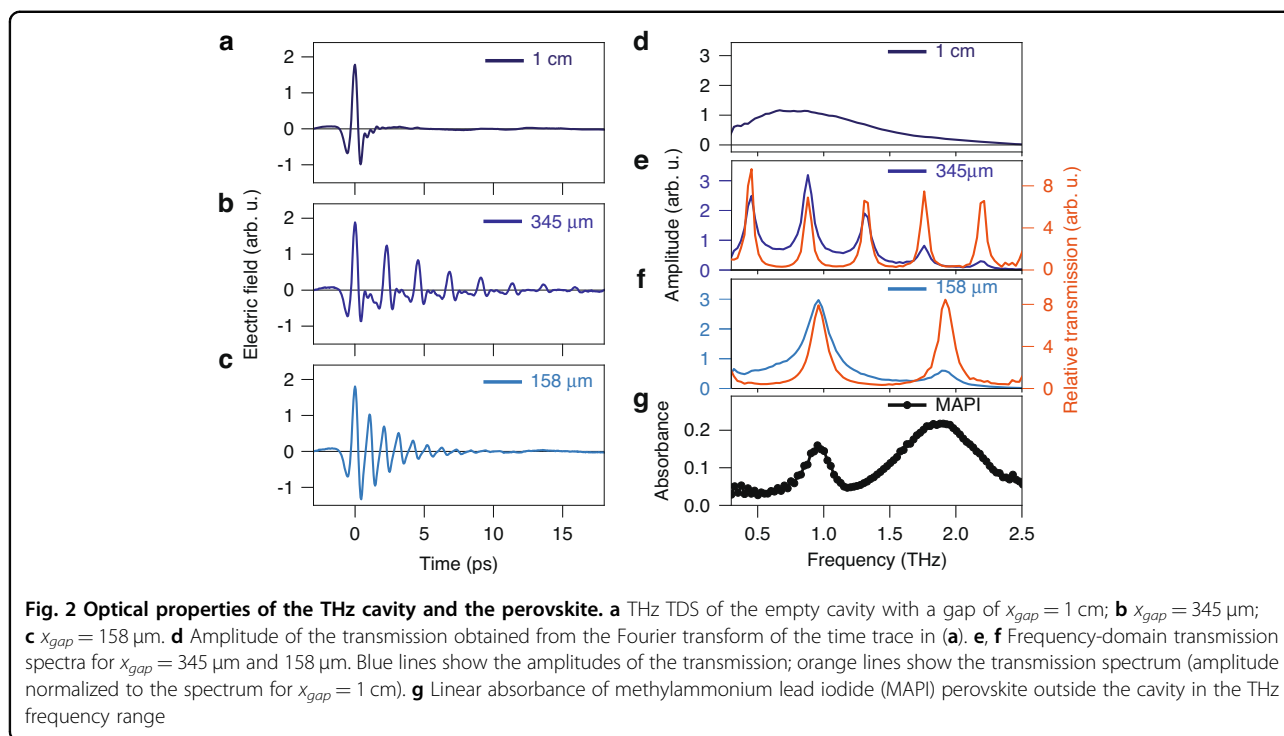 a
2
1
0
-1
1 cm
b
2
1
0
-1
345 μm
c
2
1
0
-1
158 μm
Electric field (arb. u.)
0
5
10
15
Time (ps)
d
3
2
1
0
1 cm
e
3
2
1
0
345μm
8
4
0
f
3
2
1
0
158 μm
8
4
0
Amplitude (arb. u.)
Relative transmission (arb. u.)
g
0.2
0.1
0.0
MAPI
Absorbance
0.5
1.0
1.5
2.0
2.5
Frequency (THz)
Fig. 2 Optical properties of the THz cavity and the perovskite. a THz TDS of the empty cavity with a gap of xgap = 1 cm; b xgap = 345 μm;
c xgap = 158 μm. d Amplitude of the transmission obtained from the Fourier transform of the time trace in (a). e, f Frequency-domain transmission
spectra for xgap = 345 μm and 158 μm. Blue lines show the amplitudes of the transmission; orange lines show the transmission spectrum (amplitude
normalized to the spectrum for xgap = 1 cm). g Linear absorbance of methylammonium lead iodide (MAPI) perovskite outside the cavity in the THz
frequency range